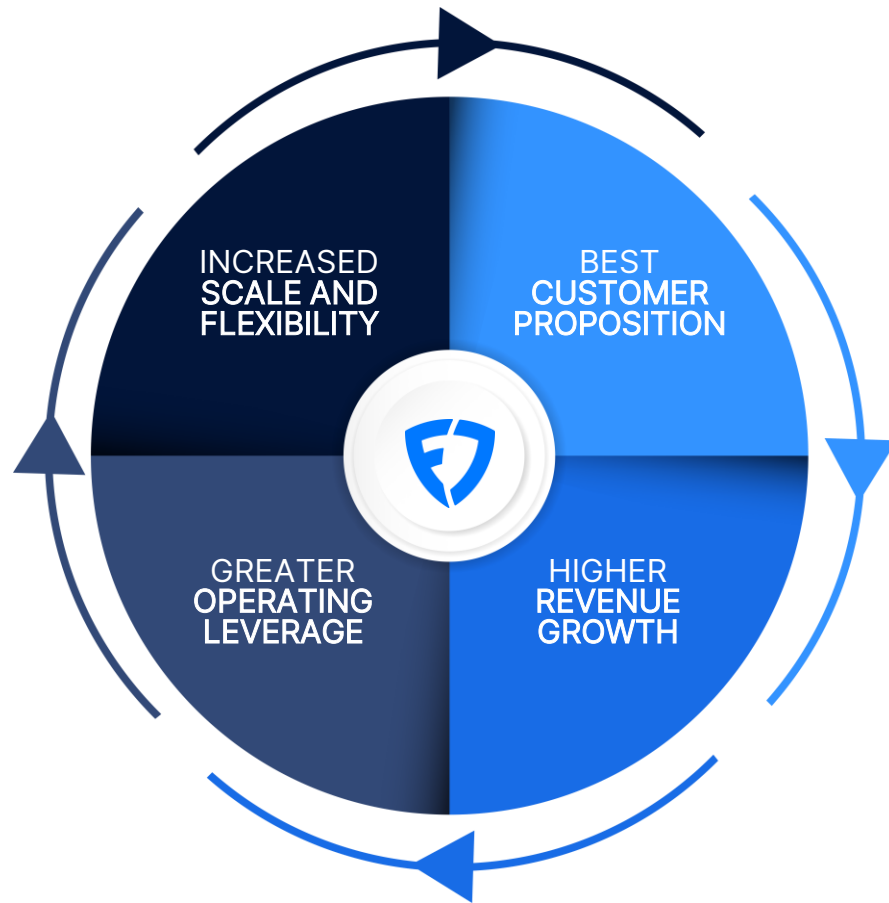 INCREASED
SCALE AND
FLEXIBILITY
BEST
CUSTOMER
PROPOSITION
GREATER
OPERATING
LEVERAGE
HIGHER
REVENUE
GROWTH